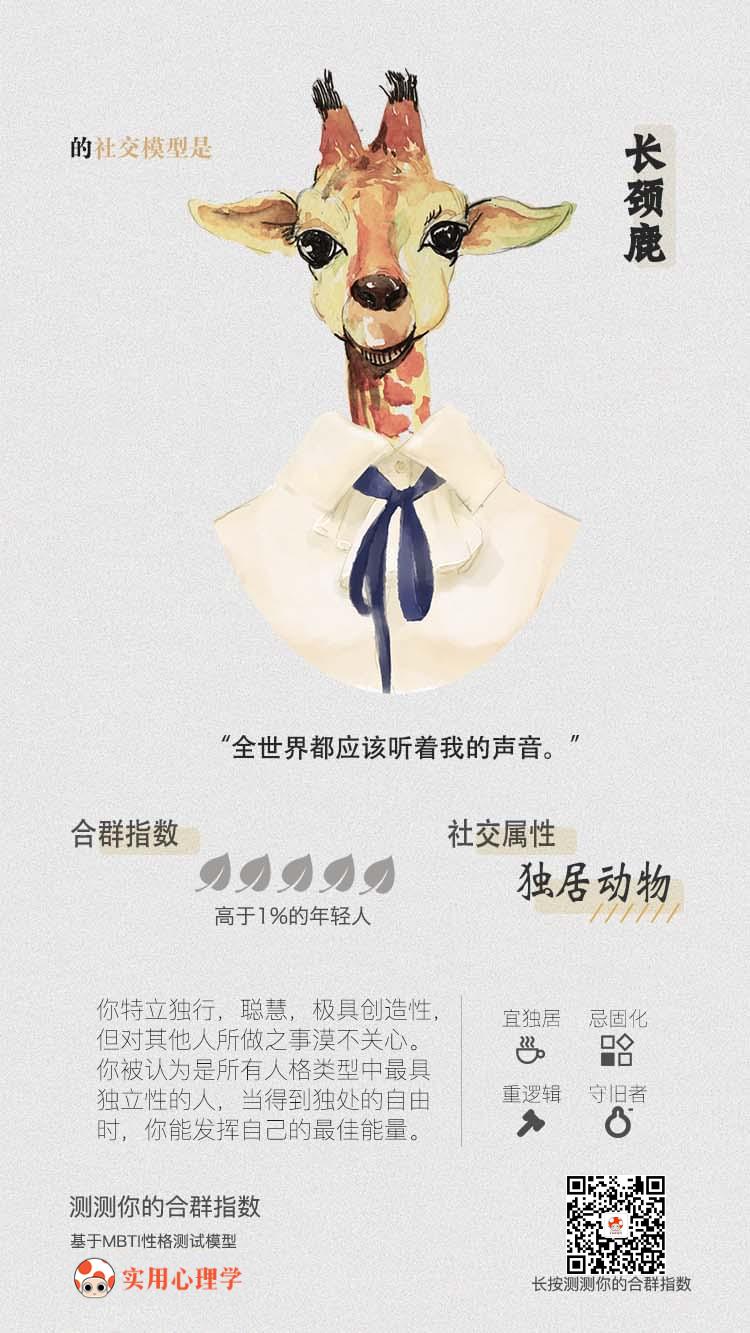 的社交模型是
长颈鹿
“全世界都应该听着我的声音。”
合群指数
高于1%的年轻人
社交属性
独居动物
你特立独行，聪慧，极具创造性，
但对其他人所做之事漠不关心。
你被认为是所有人格类型中最具
独立性的人，当得到独处的自由
时，你能发挥自己的最佳能量。
宜独居 忌固化
重逻辑 守旧者
测测你的合群指数
基于MBTI性格测试模型
实用心理学
长按测测你的合群指数